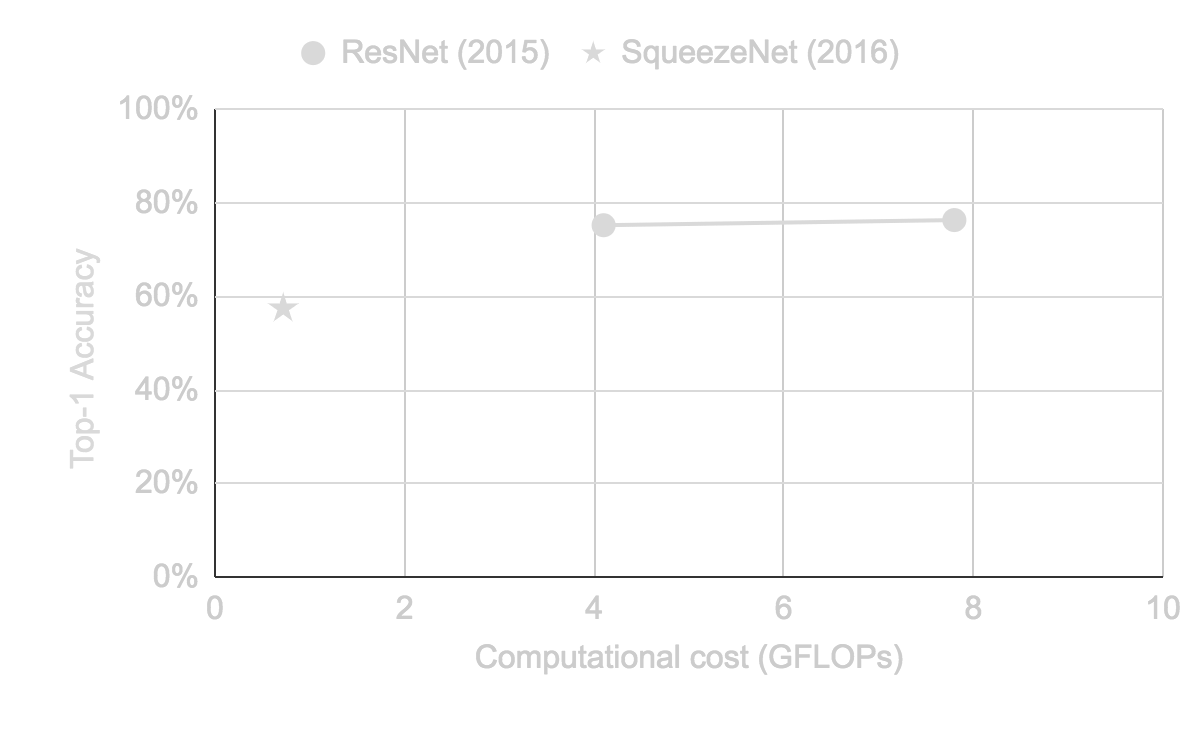 ResNet (2015) SqueezeNet (2016)
100%
80%
60%
40%
20%
0%
Top-1 Accuracy
0 2 4 6 8 10
Computational cost (GFLOPs)